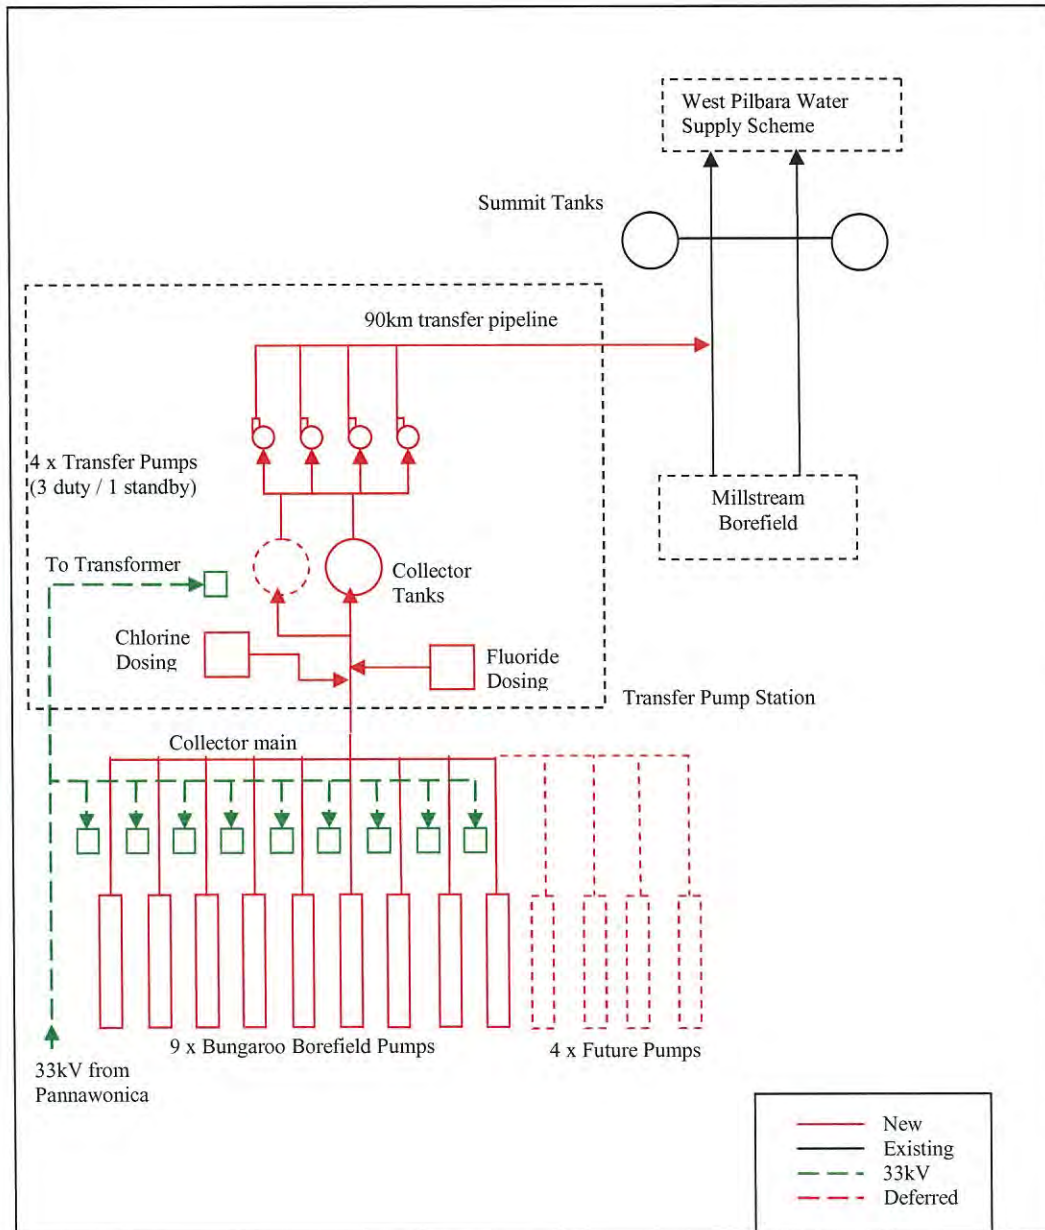 West Pilbara Water
Supply Scheme
Summit Tanks
90km transfer pipeline
4 x Transfer Pumps
(3 duty / 1 standby)
Millstream
Borefield
To Transformer
Collector
Tanks
Chlorine
Dosing
Fluoride
Dosing
Transfer Pump Station
Collector main
9 x Bungaroo Borefield Pumps
4 x Future Pumps
33kV from
Pannawonica
New
Existing
33kV
Deferred